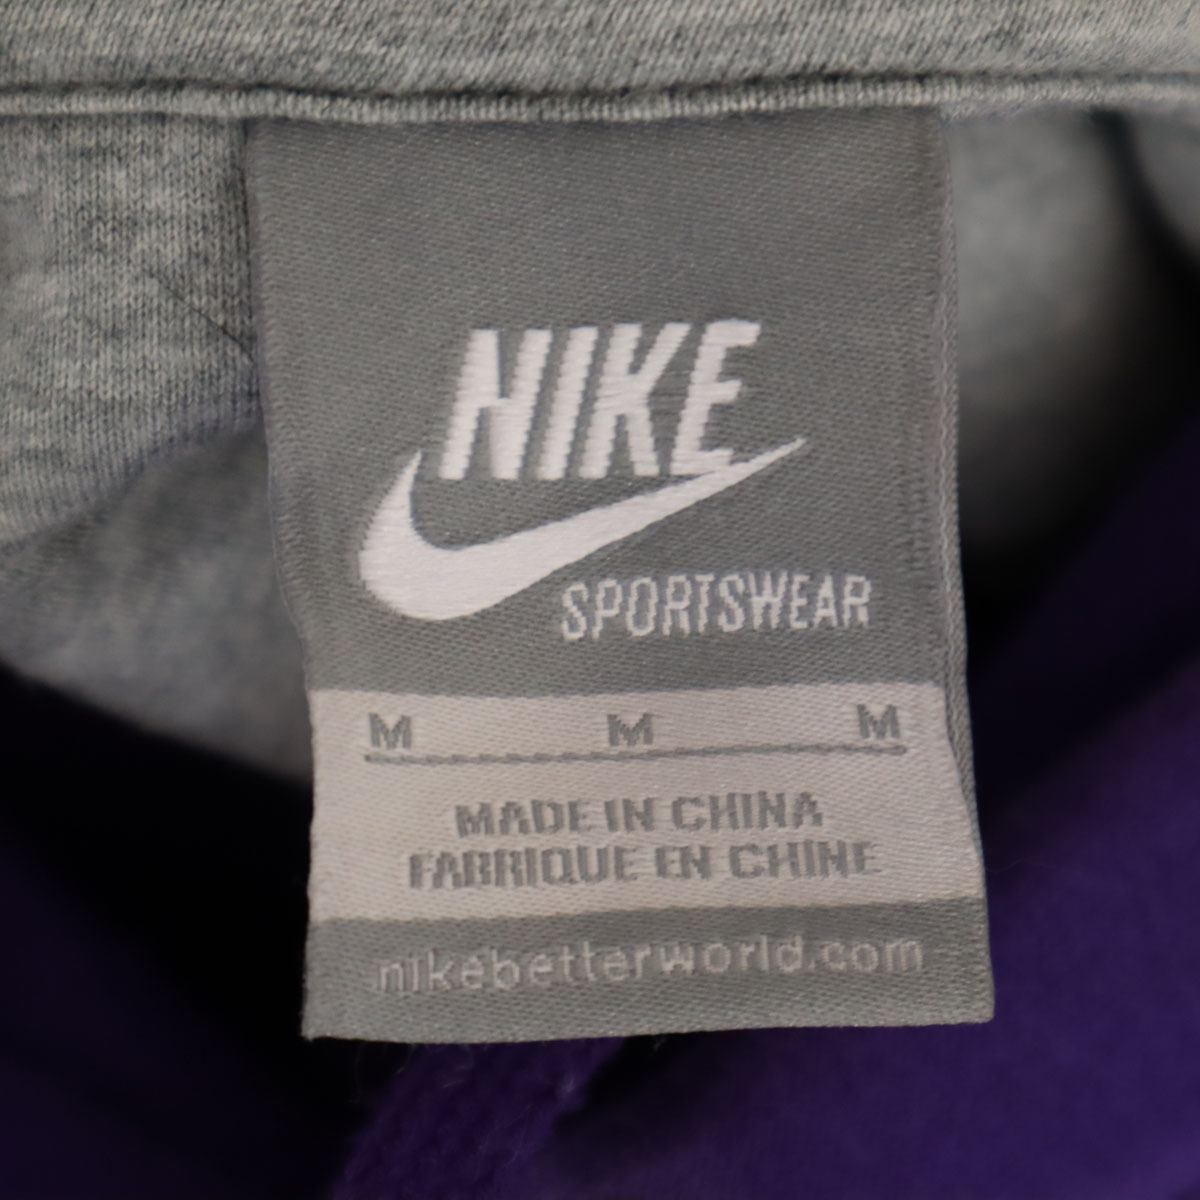 NIKE
SPORTSWEAR
M M M
MADE IN CHINA
FABRIQUE EN CHINE
nikebetterworld.com